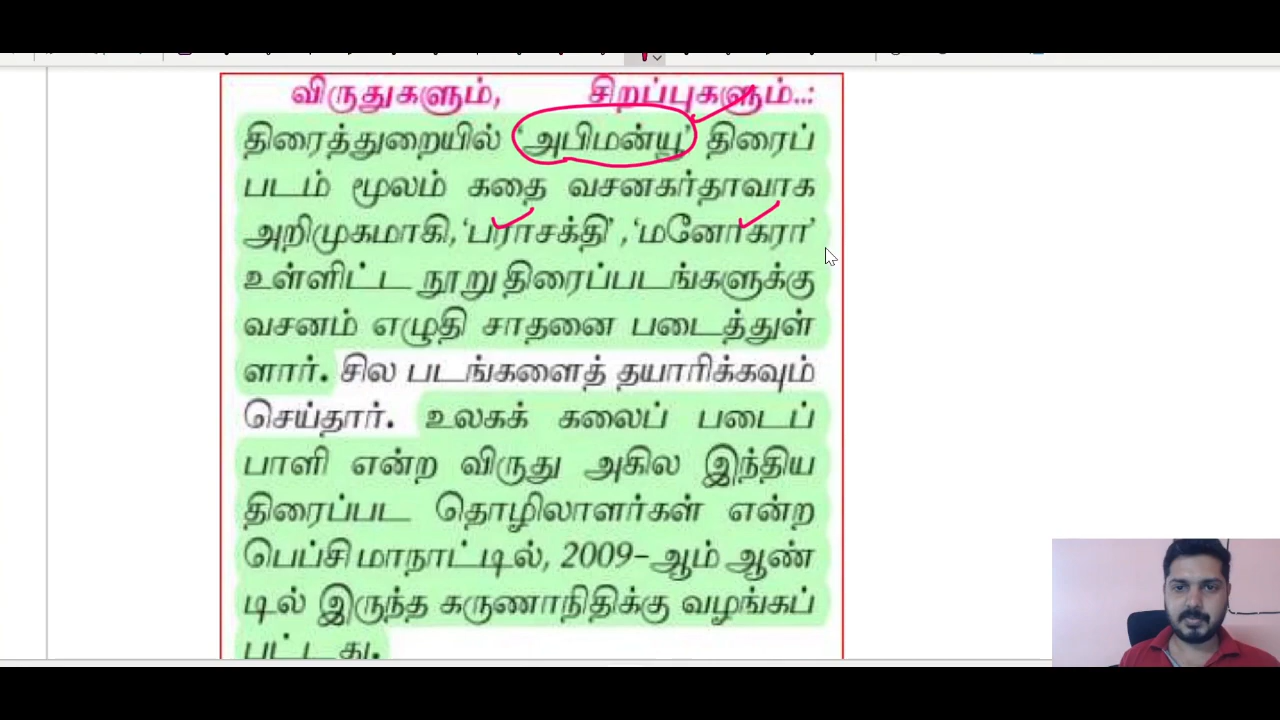 விருதுகளும், சிறப்புகளும்..:
திரைத்துறையில் 'அபிமன்யூ' திரைப்
படம் மூலம் கதை வசனகர்தாவாக
அறிமுகமாகி,'பராசக்தி' ,'மனோகரா'
உள்ளிட்ட நூறு திரைப்படங்களுக்கு
வசனம் எழுதி சாதனை படைத்துள்
ளார். சில படங்களைத் தயாரிக்கவும்
செய்தார். உலகக் கலைப் படைப்
பாளி என்ற விருது அகில இந்திய
திரைப்பட தொழிலாளர்கள் என்ற
பெப்சி மாநாட்டில், 2009-ஆம் ஆண்
டில் இருந்த கருணாநிதிக்கு வழங்கப்
பட்டது.